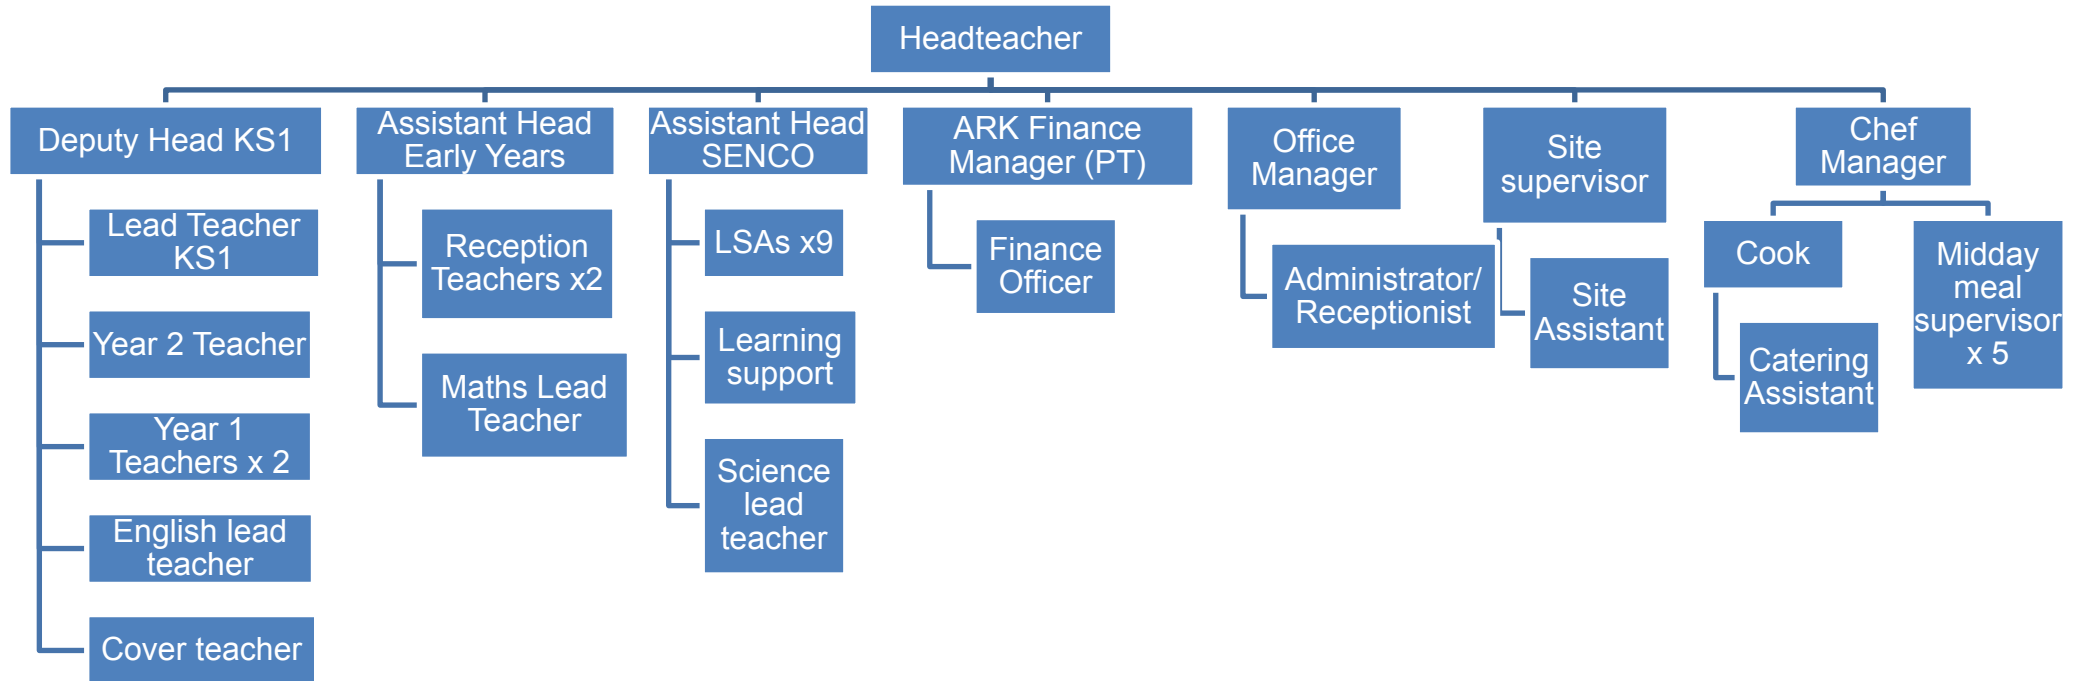 Headteacher
Deputy Head KS1
Lead Teacher
KS1
Year 2 Teacher
Year 1
Teachers x 2
English lead
teacher
Cover teacher
Assistant Head
Early Years
Reception
Teachers x2
Maths Lead
Teacher
Assistant Head
SENCO
LSAs x9
Learning
support
Science
lead
teacher
ARK Finance
Manager (PT)
Finance
Officer
Office
Manager
Administrator/
Receptionist
Site
supervisor
Site
Assistant
Chef
Manager
Cook
Catering
Assistant
Midday
meal
supervisor
x 5